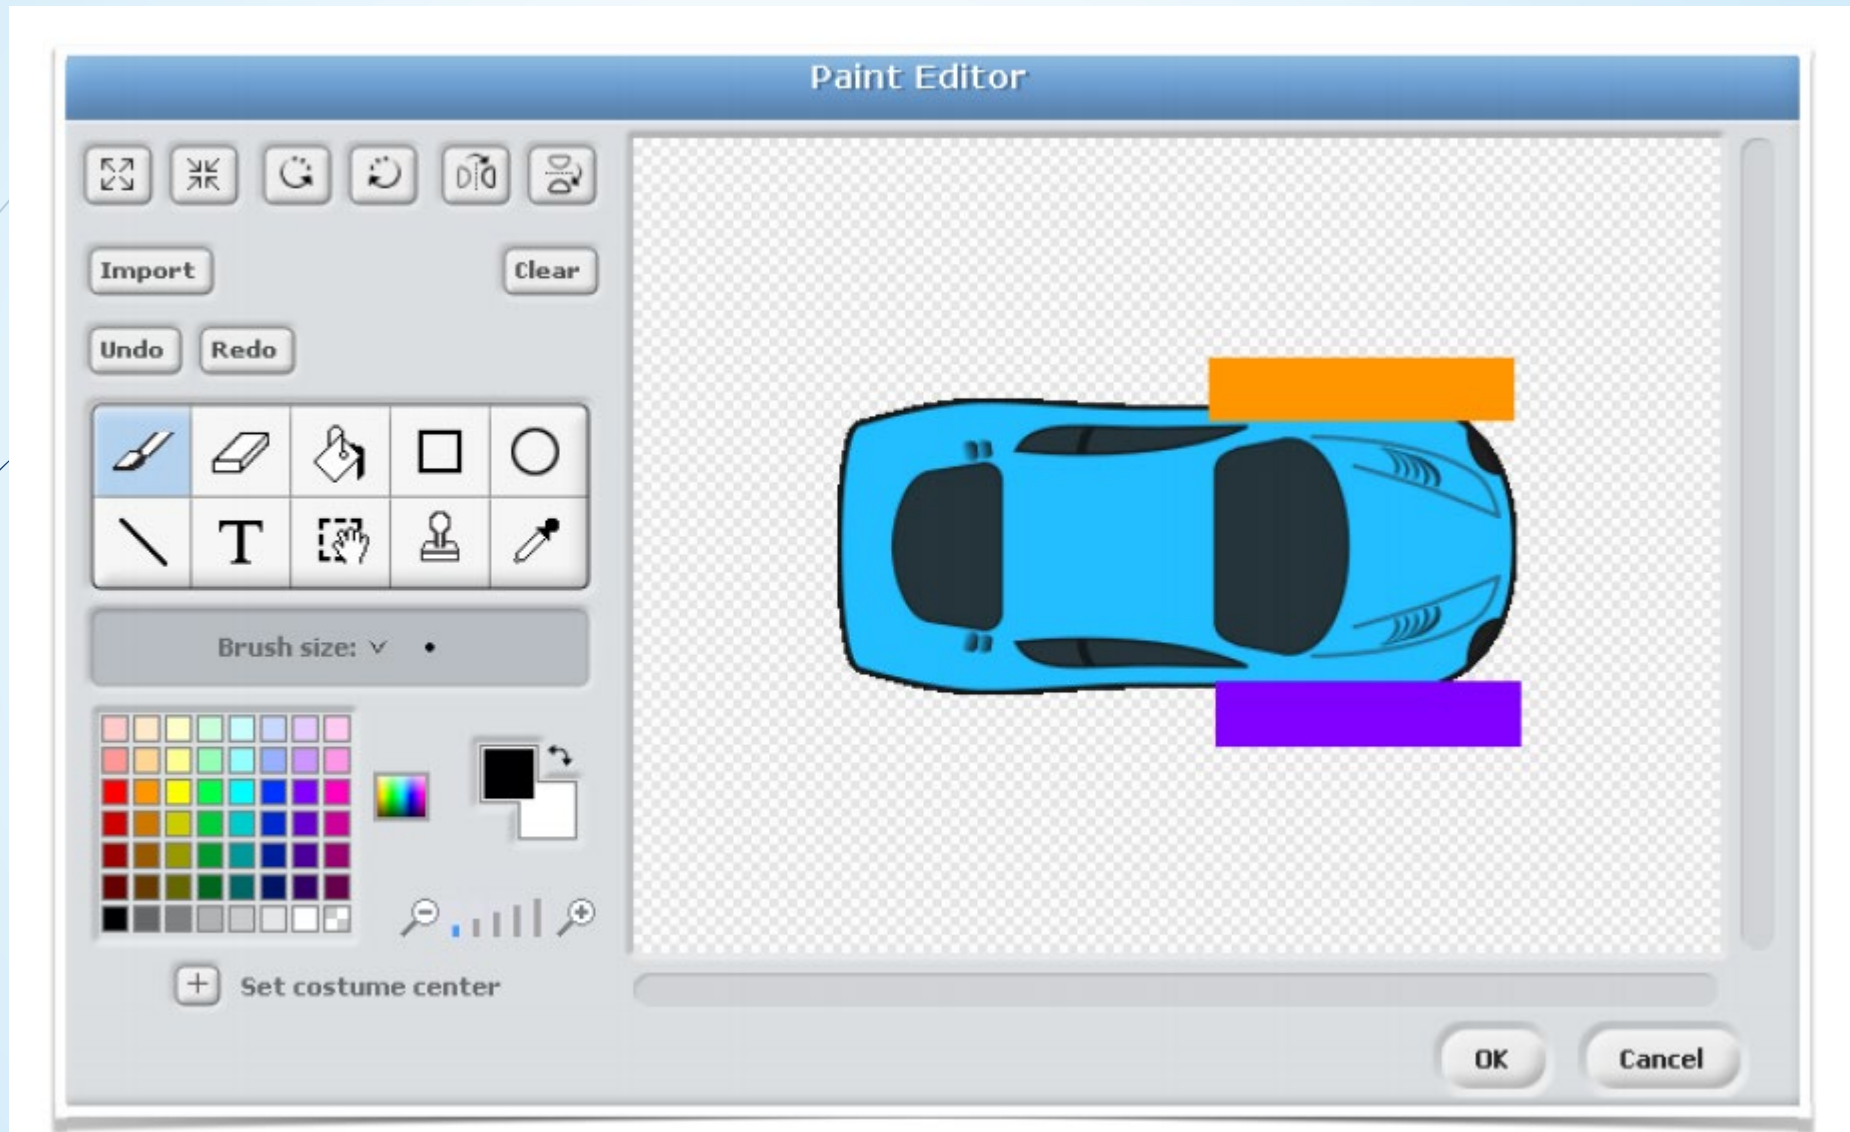 Paint Editor
Import
Clear
Undo
Redo
T
Brush size:
Set costume center
OK
Cancel